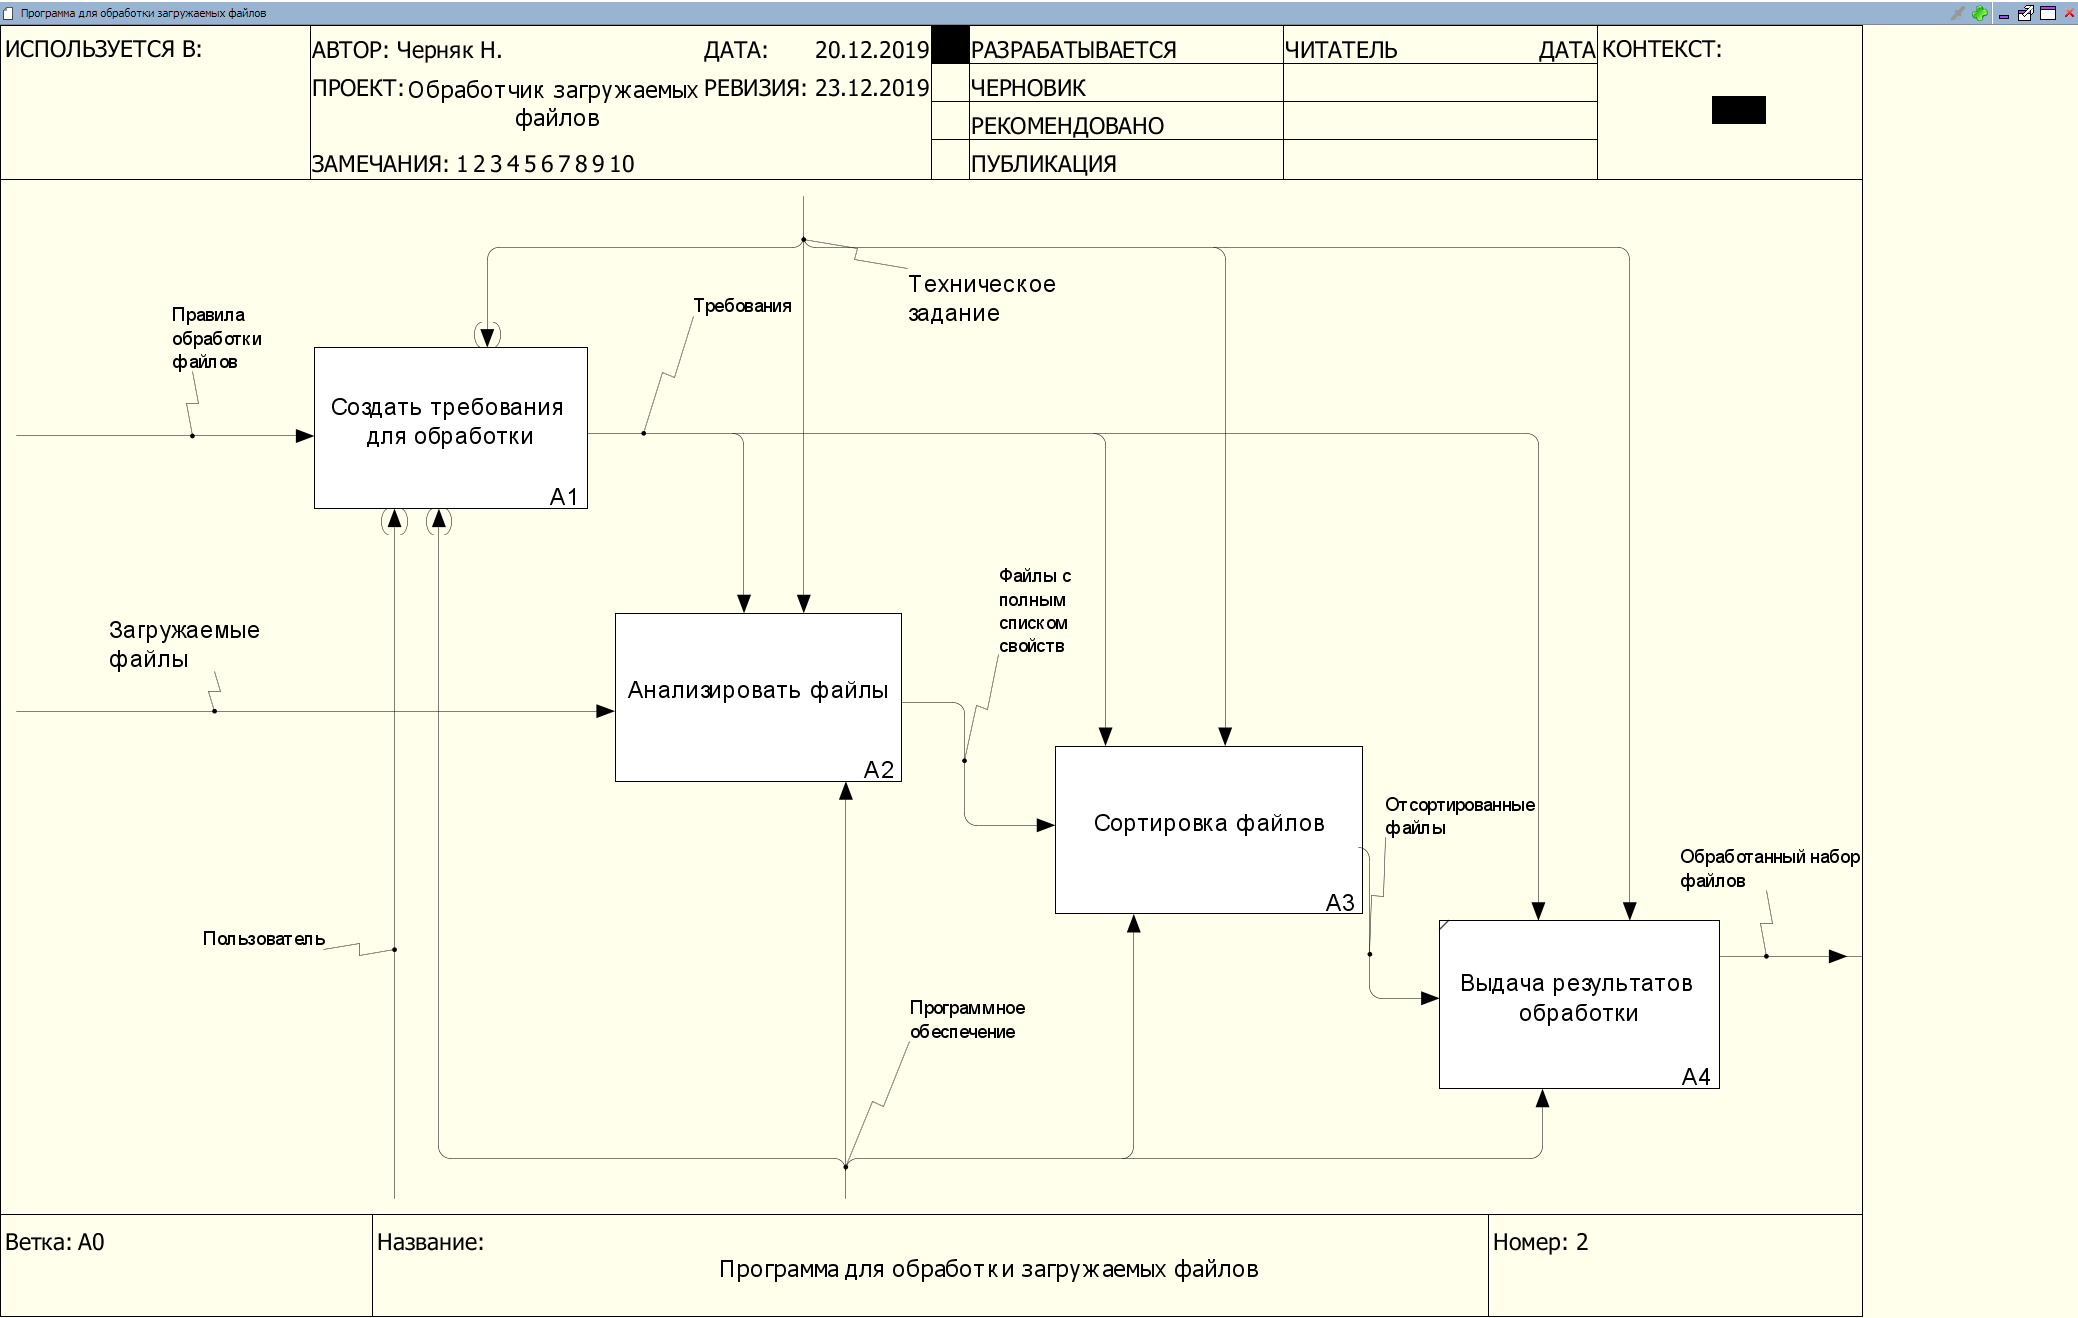 Программа для обработки загружаемых файлов
ИСПОЛЬЗУЕТСЯ В:
АВТОР: Черняк Н.
ДАТА: 20.12.2019
ПРОЕКТ: Обработчик загружаемых
файлов
РЕВИЗИЯ: 23.12.2019
ЗАМЕЧАНИЯ: 1 2 3 4 5 6 7 8 9 10
РАЗРАБАТЫВАЕТСЯ
ЧЕРНОВИК
РЕКОМЕНДОВАНО
ПУБЛИКАЦИЯ
ЧИТАТЕЛЬ
ДАТА
КОНТЕКСТ:
Техническое
задание
Требования
Правила
обработки
файлов
Создать требования
для обработки
A1
Файлы с
полным
списком
свойств
Загружаемые
файлы
Анализировать файлы
A2
Сортировка файлов
A3
Отсортированные
файлы
Обработанный набор
файлов
Пользователь
Выдача результатов
обработки
A4
Программное
обеспечение
Ветка: A0
Название:
Программа для обработки загружаемых файлов
Номер: 2